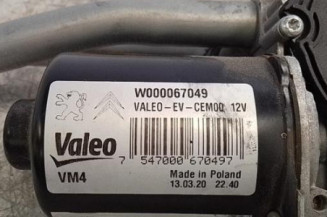 W000067049
VALEO-EV-CEM00 12V
Valeo
7 547000 670497
VM4
Made in Poland
13.03.20 22.40